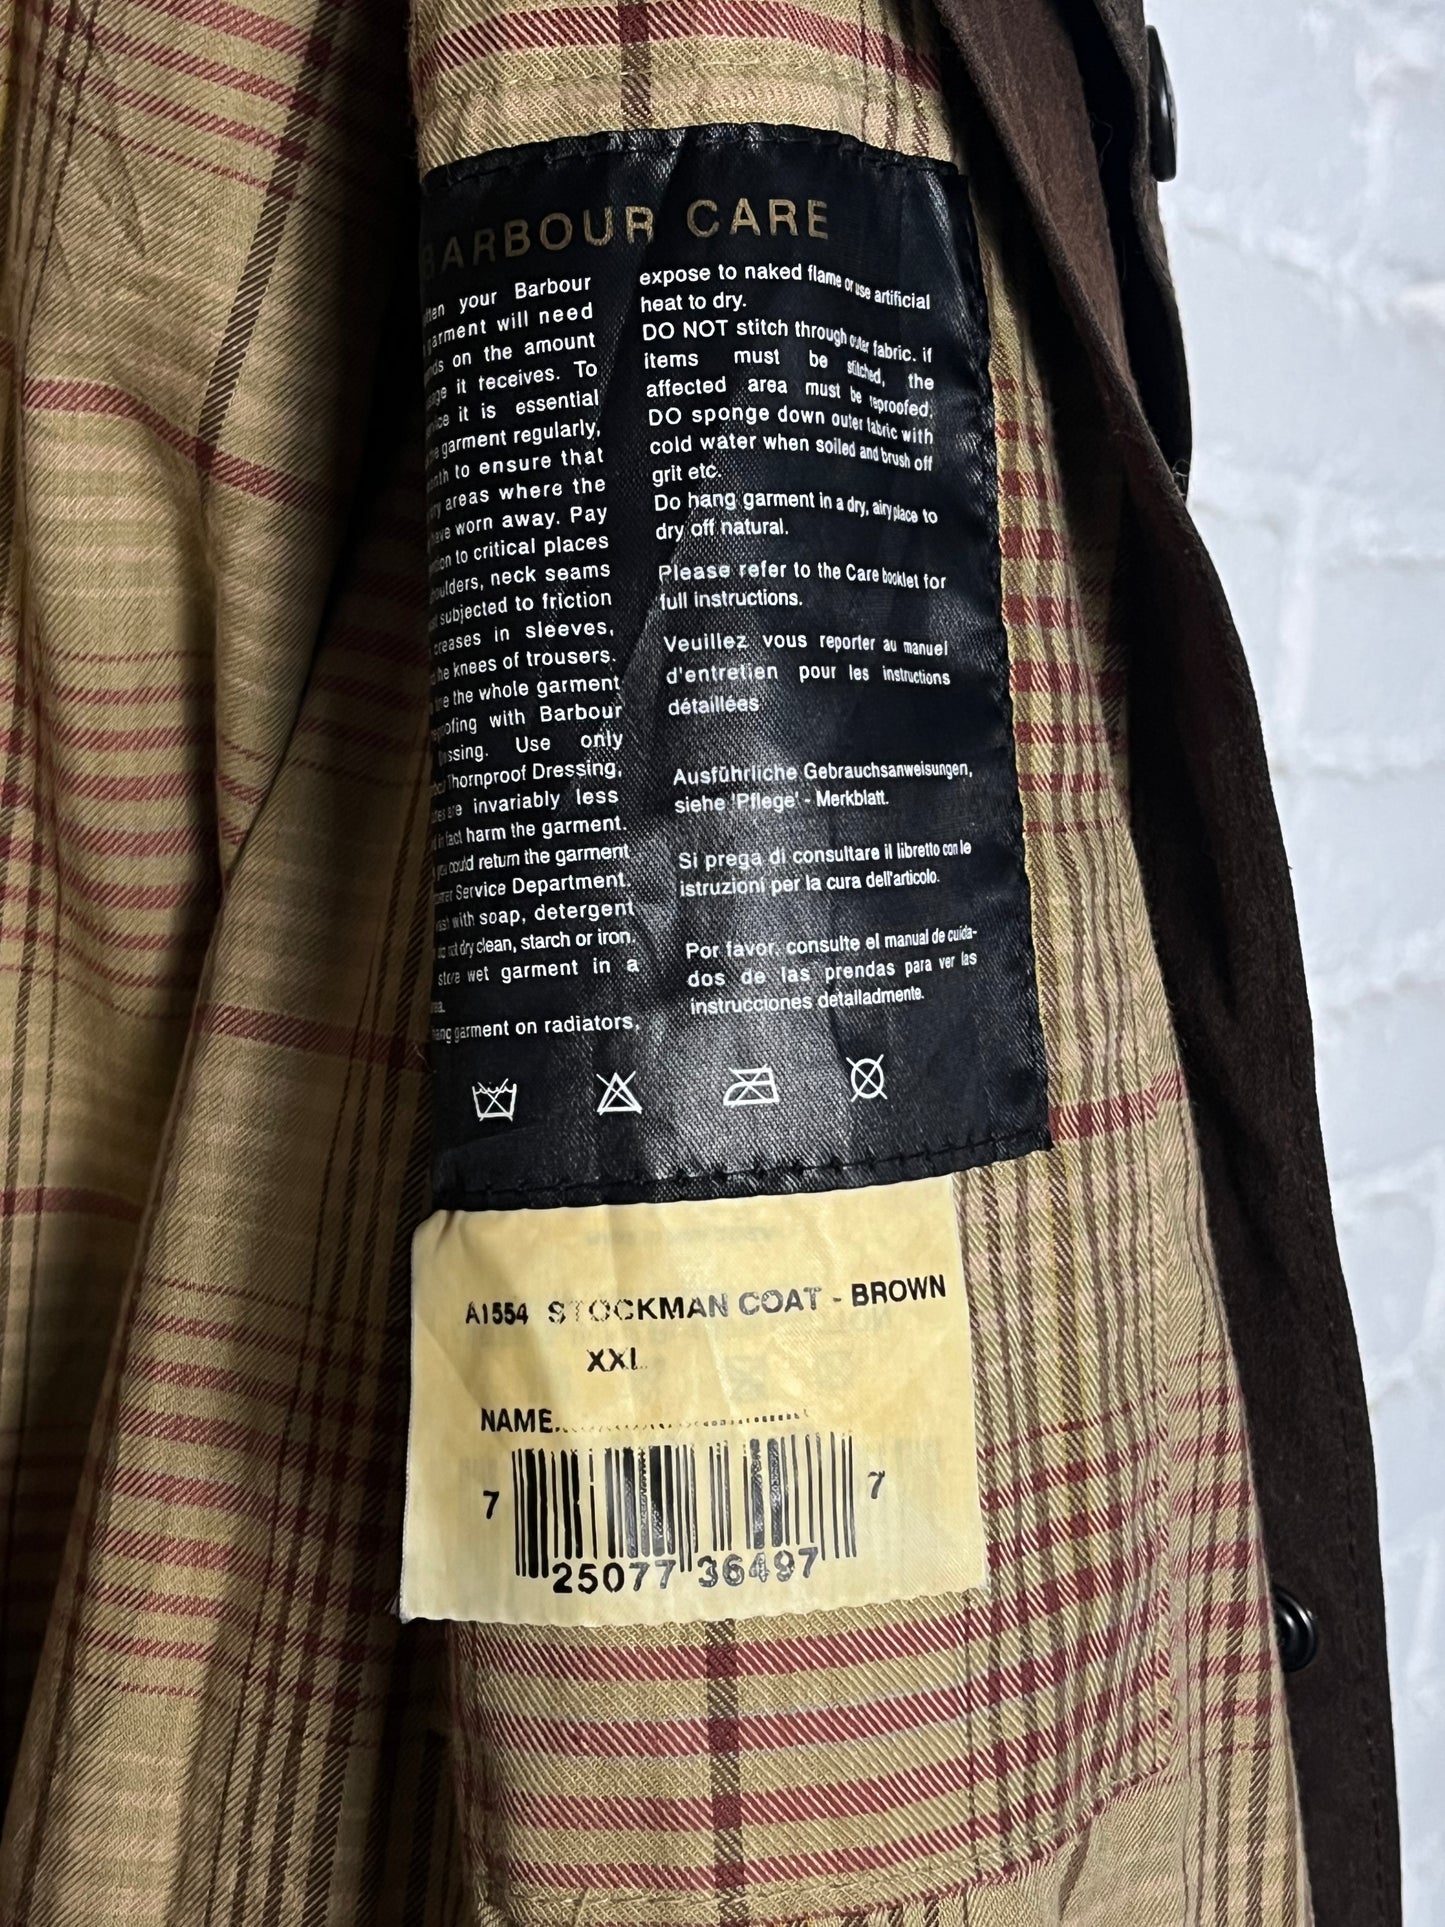 BARBOUR CARE
your Barbour
garment will need
on the amount
it receives. To
it is essential
garment regularly,
to ensure that
areas where the
have worn away. Pay
to critical places
neck seams
subjected to friction
creases in sleeves,
the knees of trousers.
the whole garment
with Barbour
Use only
Thornproof Dressing,
are invariably less
in fact harm the garment.
you could return the garment
Service Department.
with soap, detergent
not dry clean, starch or iron.
store wet garment in a
garment on radiators,
expose to naked flame or use artificial
heat to dry.
DO NOT stitch through outer fabric. if
items must be stitched, the
affected area must be reproofed.
DO sponge down outer fabric with
cold water when soiled and brush off
grit etc.
Do hang garment in a dry, airy place to
dry off natural.
Please refer to the Care booklet for
full instructions.
Veuillez vous reporter au manuel
d'entretien pour les instructions
détaillées
Ausführliche Gebrauchsanweisungen,
siehe 'Pflege' - Merkblatt.
Si prega di consultare il libretto con le
istruzioni per la cura dell'articolo.
Por favor, consulte el manual de cuida-
dos de las prendas para ver las
instrucciones detalladmente.
A1554 STOCKMAN COAT - BROWN
XXL
NAME
7 25077 36497 7